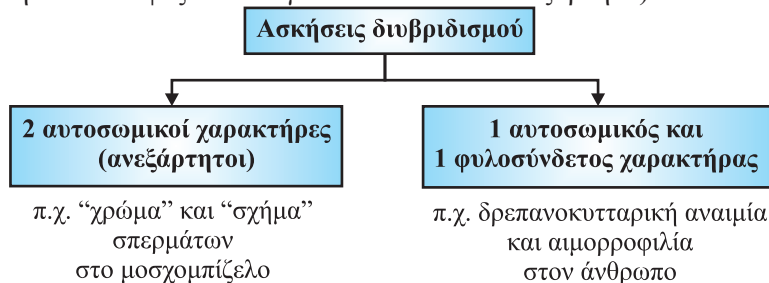 Ασκήσεις διυβριδισμού
2 αυτοσωμικοί χαρακτήρες
(ανεξάρτητοι)
1 αυτοσωμικός και
1 φυλοσύνδετος χαρακτήρας
π.χ. “χρώμα” και “σχήμα”
σπερμάτων
στο μοσχομπίζελο
π.χ. δρεπανοκυτταρική αναιμία
και αιμορροφιλία
στον άνθρωπο